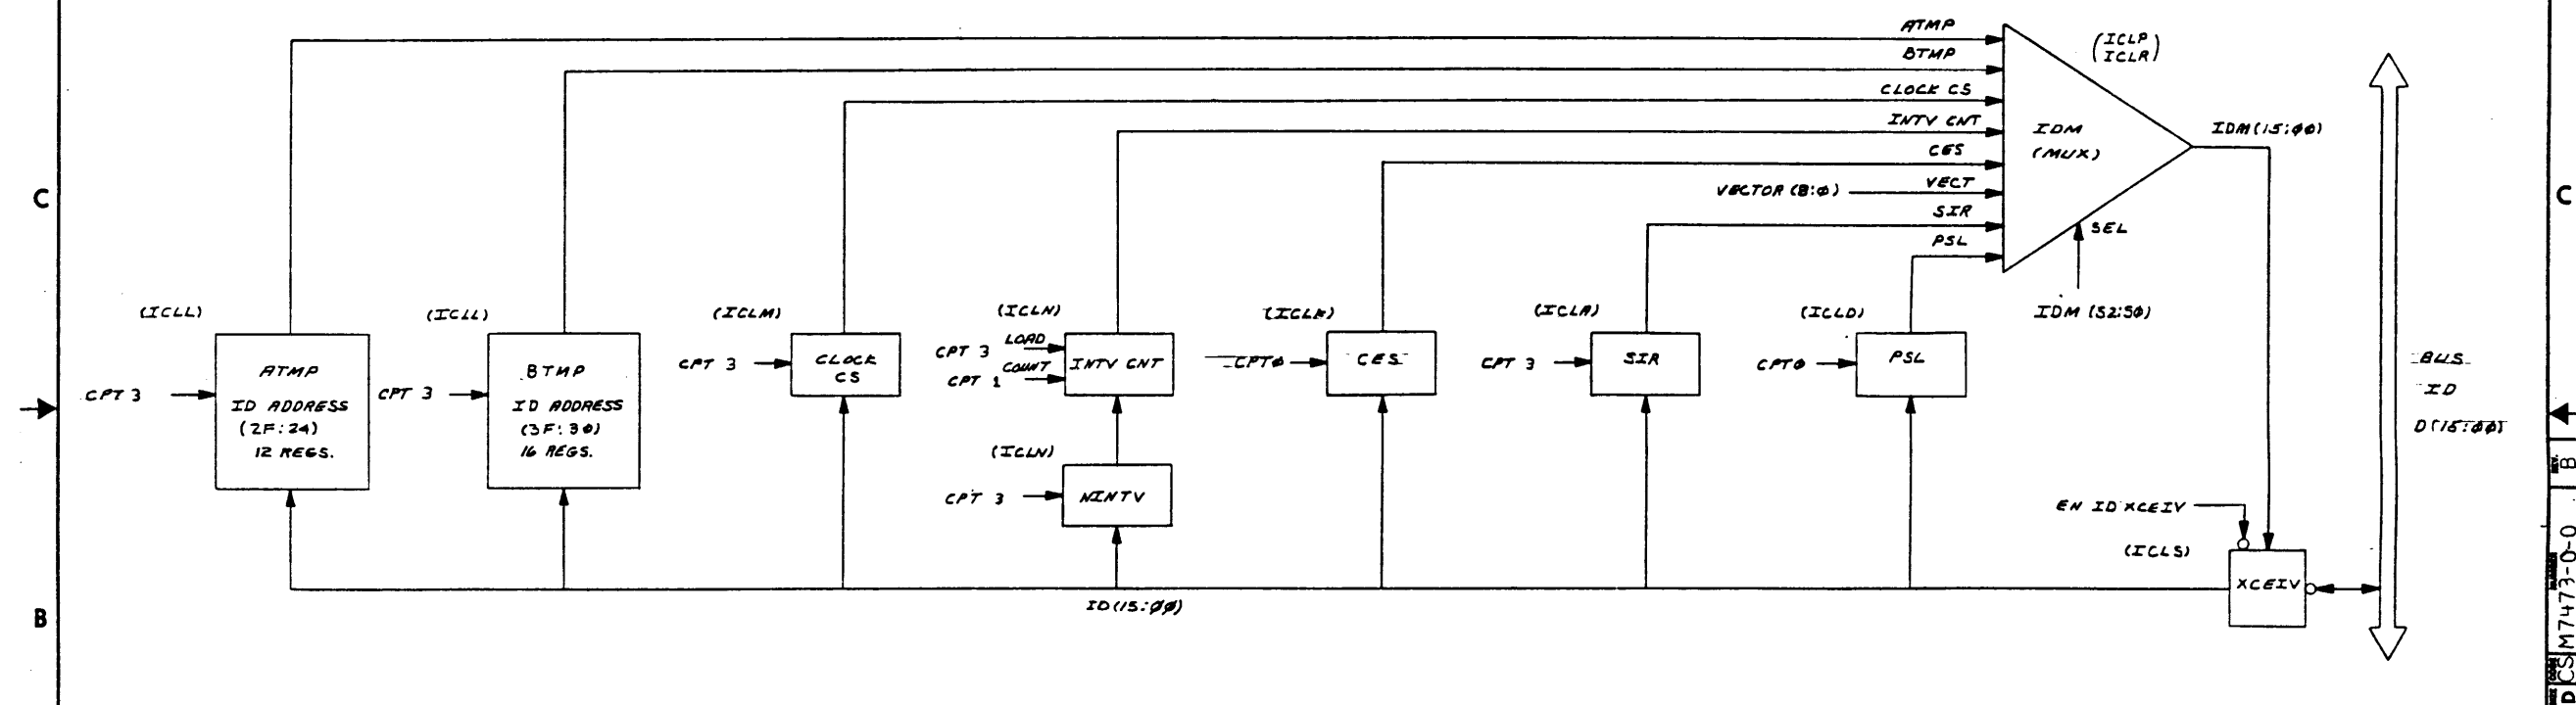 ATMP
BTMP
CLOCK CS
INTV CNT
CES
VECTOR (8:0)
VECT
SIR
PSL
(ICLP
ICLR)
IDM
(MUX)
SEL
IDM (S2:S0)
IDM(15:00)
C
C
(ICLL)
CPT 3
ATMP
ID ADDRESS
(2F:24)
12 REGS.
(ICLL)
CPT 3
BTMP
ID ADDRESS
(3F:30)
16 REGS.
(ICLM)
CPT 3
CLOCK
CS
(ICLN)
CPT 3 LOAD
COUNT
CPT 1
INTV CNT
(ICLN)
CPT 3
NINTV
(ICLK)
CPT0
CES
CPT 3
SIR
(ICLD)
CPT0
PSL
BUS
ID
D(15:00)
EN ID XCEIV
(ICLS)
XCEIV
ID(15:00)
B
REV.
B
NUMBER
M7473-0-0
CODE
CS
D